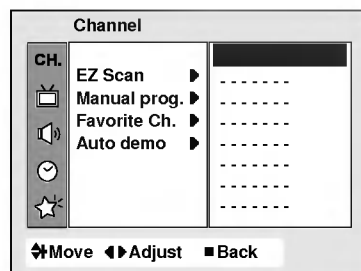 Channel
CH.
EZ Scan
Manual prog.
Favorite Ch.
Auto demo
- - - - - - -
- - - - - - -
- - - - - - -
- - - - - - -
- - - - - - -
- - - - - - -
- - - - - - -
Move Adjust Back